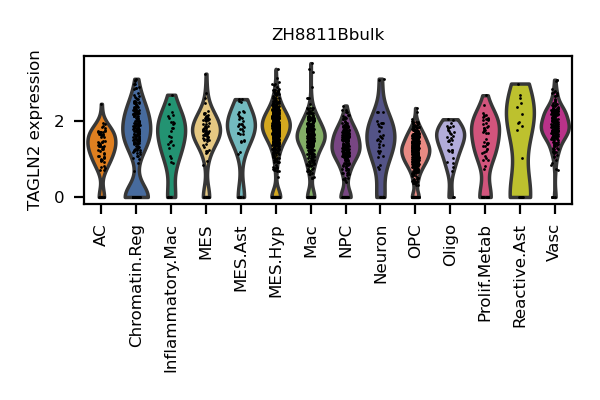 ZH8811Bbulk
TAGLN2 expression
2
0
AC
Chromatin.Reg
Inflammatory.Mac
MES
MES.Ast
MES.Hyp
Mac
NPC
Neuron
OPC
Oligo
Prolif.Metab
Reactive.Ast
Vasc